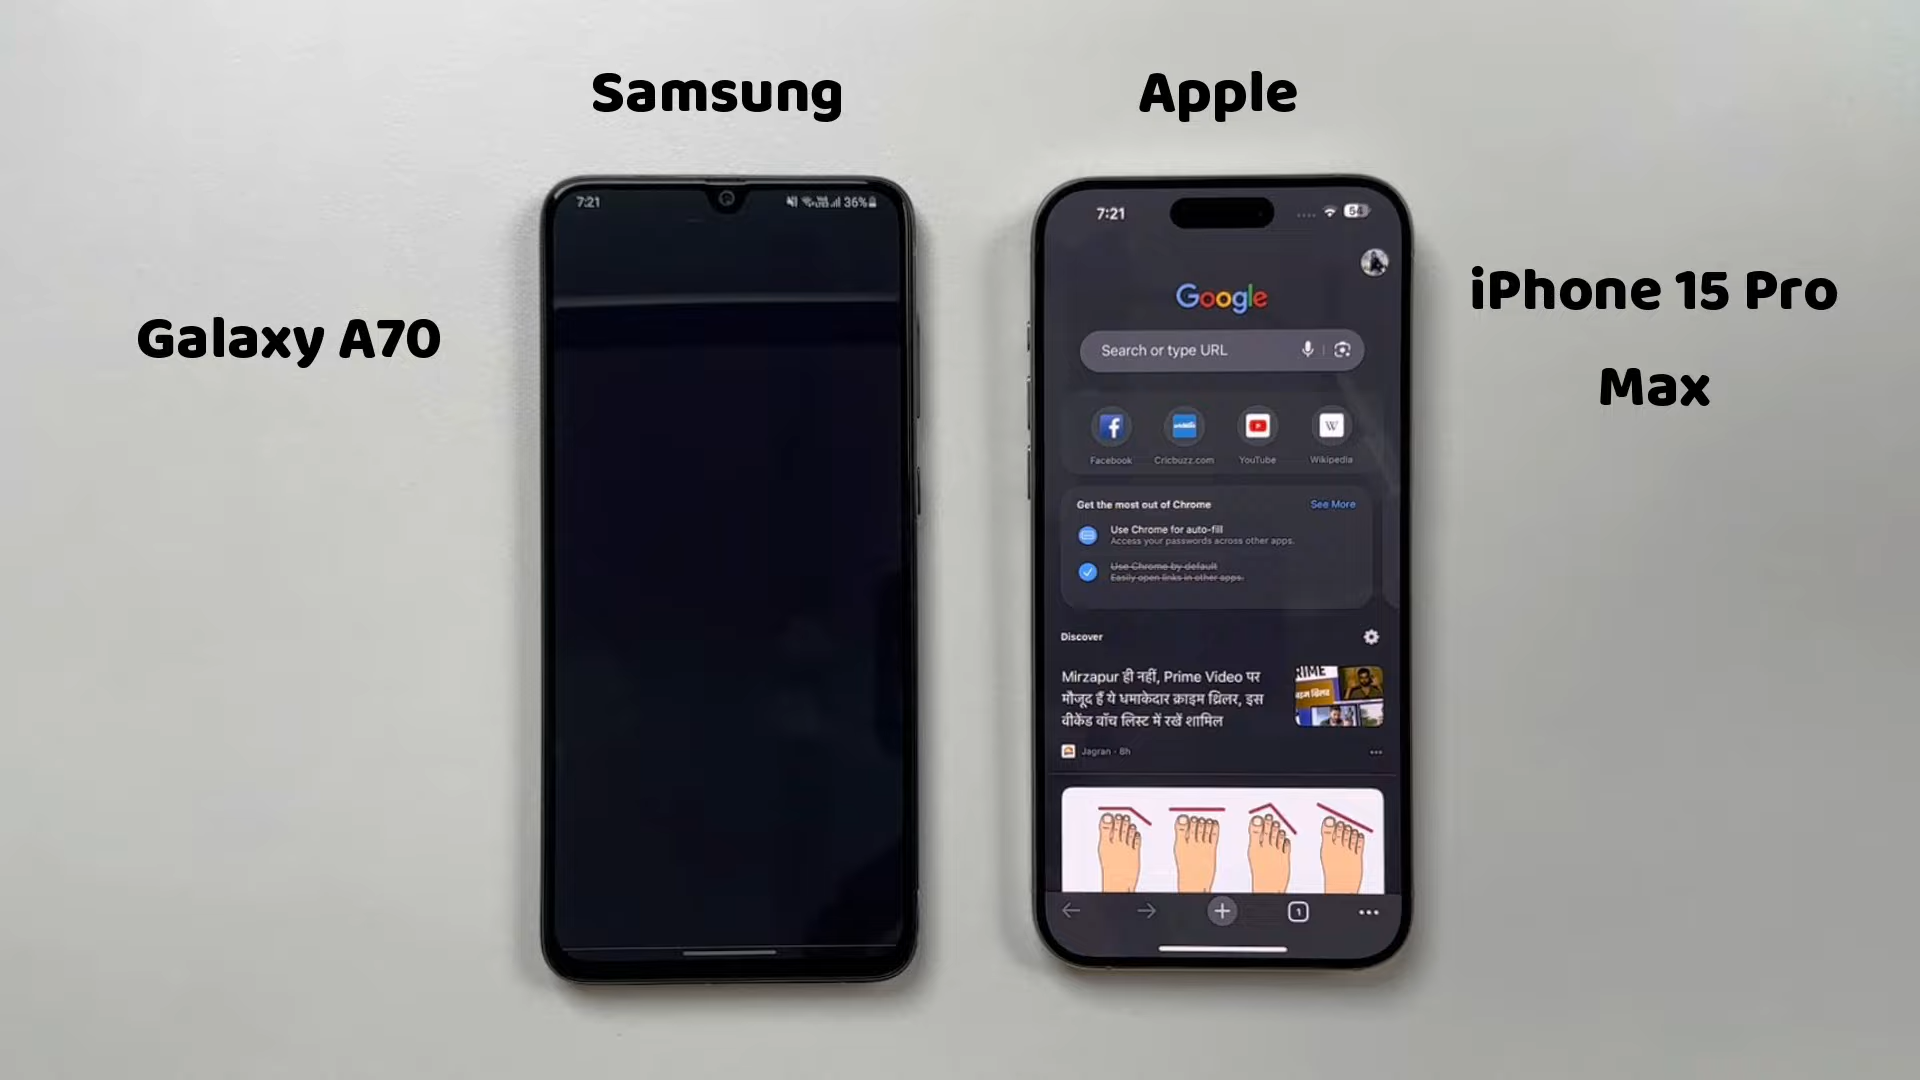 Samsung
Apple
Galaxy A70
iPhone 15 Pro
Max
7:21
36%
7:21
54
Google
Search or type URL
Facebook
Cricbuzz.com
YouTube
W
Wikipedia
Get the most out of Chrome
See More
Use Chrome for auto-fill
Access your passwords across other apps.
Use Chrome by default
Easily open links in other apps.
Discover
Mirzapur ही नहीं, Prime Video पर
मौजूद हैं ये धमाकेदार क्राइम थ्रिलर, इस
वीकेंड वॉच लिस्ट में रखें शामिल
Jagran · 8h
1